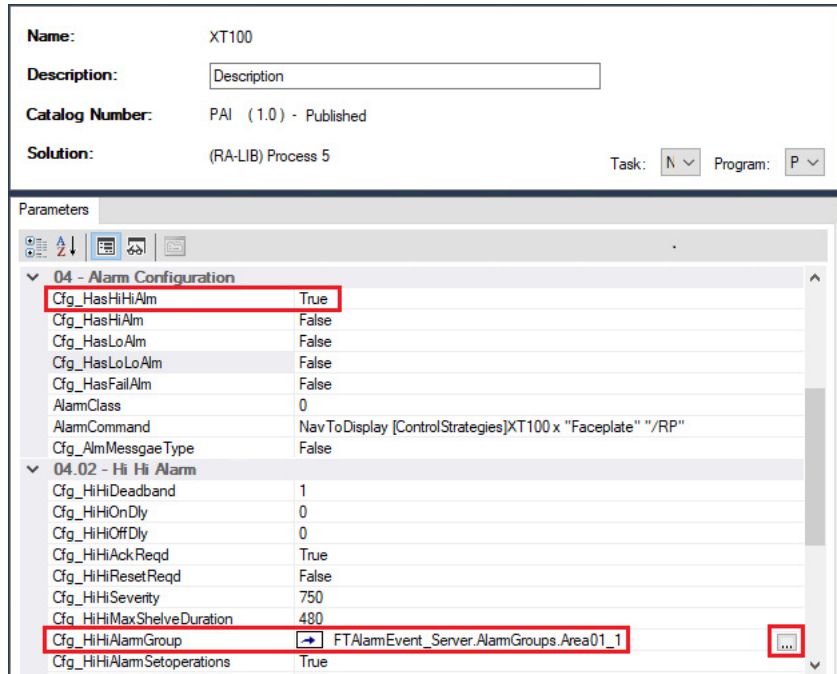 Name: XT100
Description: Description
Catalog Number: PAI ( 1.0 ) - Published
Solution: (RA-LIB) Process 5
Task: N Program: P
Parameters
04 - Alarm Configuration
Cfg_HasHiHiAlm True
Cfg_HasHiAlm False
Cfg_HasLoAlm False
Cfg_HasLoLoAlm False
Cfg_HasFailAlm False
AlarmClass 0
AlarmCommand NavToDisplay [ControlStrategies]XT100 x "Faceplate" "/RP"
Cfg_AlmMessgaeType False
04.02 - Hi Hi Alarm
Cfg_HiHiDeadband 1
Cfg_HiHiOnDly 0
Cfg_HiHiOffDly 0
Cfg_HiHiAckReqd True
Cfg_HiHiResetReqd False
Cfg_HiHiSeverity 750
Cfg_HiHiMaxShelveDuration 480
Cfg_HiHiAlarmGroup FTAlarmEvent_Server.AlarmGroups.Area01_1 ...
Cfg_HiHiAlarmSetoperations True